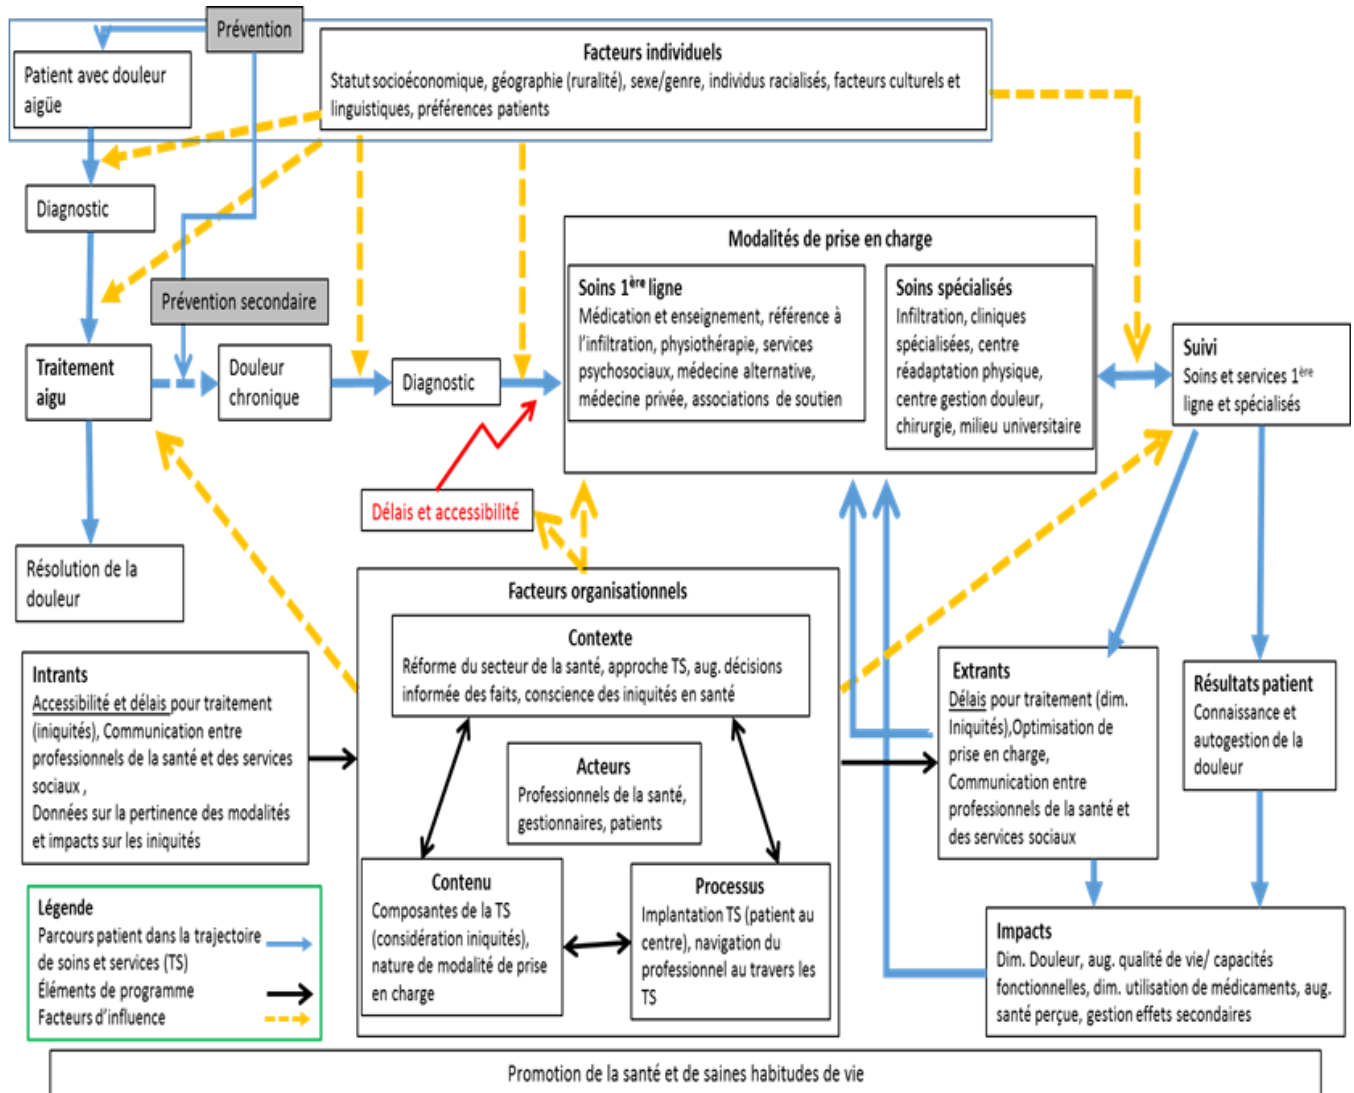 Prévention
Patient avec douleur
aigüe
Facteurs individuels
Statut socioéconomique, géographie (ruralité), sexe/genre, individus racialisés, facteurs culturels et
linguistiques, préférences patients
Diagnostic
Prévention secondaire
Traitement
aigu
Douleur
chronique
Diagnostic
Modalités de prise en charge
Soins 1ère ligne
Médication et enseignement, référence à
l'infiltration, physiothérapie, services
psychosociaux, médecine alternative,
médecine privée, associations de soutien
Soins spécialisés
Infiltration, cliniques
spécialisées, centre
réadaptation physique,
centre gestion douleur,
chirurgie, milieu universitaire
Suivi
Soins et services 1ère
ligne et spécialisés
Délais et accessibilité
Résolution de la
douleur
Facteurs organisationnels
Contexte
Réforme du secteur de la santé, approche TS, aug. décisions
informée des faits, conscience des iniquités en santé
Acteurs
Professionnels de la santé,
gestionnaires, patients
Contenu
Composantes de la TS
(considération iniquités),
nature de modalité de prise
en charge
Processus
Implantation TS (patient au
centre), navigation du
professionnel au travers les
TS
Intrants
Accessibilité et délais pour traitement
(iniquités), Communication entre
professionnels de la santé et des services
sociaux ,
Données sur la pertinence des modalités
et impacts sur les iniquités
Extrants
Délais pour traitement (dim.
Iniquités),Optimisation de
prise en charge,
Communication entre
professionnels de la santé et
des services sociaux
Résultats patient
Connaissance et
autogestion de la
douleur
Impacts
Dim. Douleur, aug. qualité de vie/ capacités
fonctionnelles, dim. utilisation de médicaments, aug.
santé perçue, gestion effets secondaires
Légende
Parcours patient dans la trajectoire
de soins et services (TS)
Éléments de programme
Facteurs d'influence
Promotion de la santé et de saines habitudes de vie